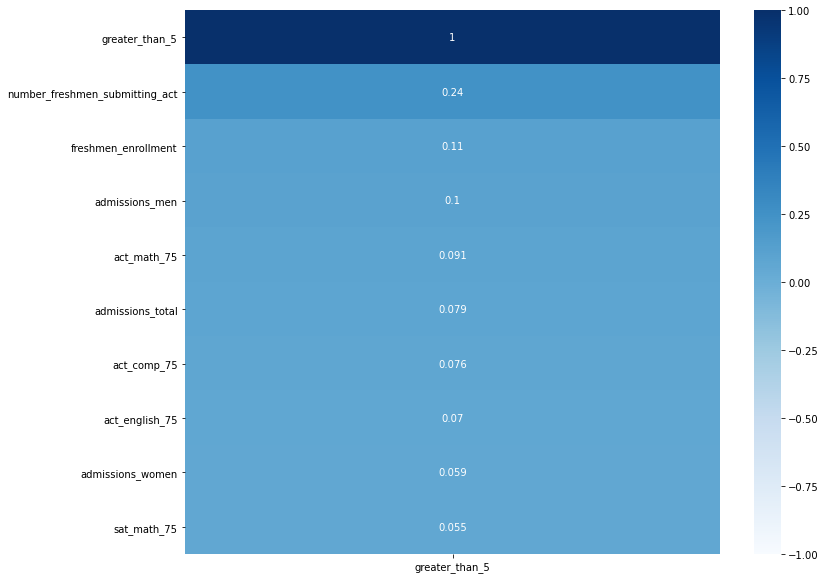 greater_than_5 1
number_freshmen_submitting_act 0.24
freshmen_enrollment 0.11
admissions_men 0.1
act_math_75 0.091
admissions_total 0.079
act_comp_75 0.076
act_english_75 0.07
admissions_women 0.059
sat_math_75 0.055
greater_than_5
1.00
0.75
0.50
0.25
0.00
−0.25
−0.50
−0.75
−1.00